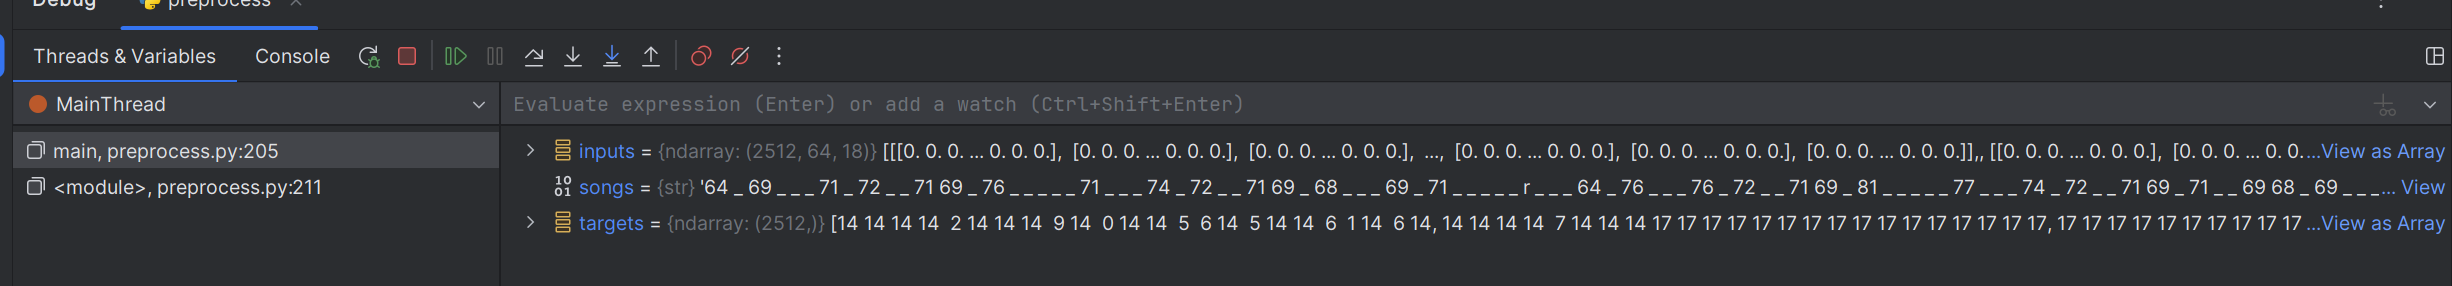 Debug preprocess ×
Threads & Variables Console
MainThread Evaluate expression (Enter) or add a watch (Ctrl+Shift+Enter)
main, preprocess.py:205 inputs = {ndarray: (2512, 64, 18)} [[[0. 0. 0. ... 0. 0. 0.], [0. 0. 0. ... 0. 0. 0.], [0. 0. 0. ... 0. 0. 0.], ..., [0. 0. 0. ... 0. 0. 0.], [0. 0. 0. ... 0. 0. 0.], [0. 0. 0. ... 0. 0. 0.]],, [[0. 0. 0. ... 0. 0. 0.], [0. 0. 0. ... 0. 0. 0. ...View as Array
<module>, preprocess.py:211 songs = {str} '64 _ 69 _ _ _ 71 _ 72 _ _ 71 69 _ 76 _ _ _ _ _ 71 _ _ _ 74 _ 72 _ _ 71 69 _ 68 _ _ _ 69 _ 71 _ _ _ _ _ r _ _ _ 64 _ 76 _ _ _ 76 _ 72 _ _ 71 69 _ 81 _ _ _ _ _ 77 _ _ _ 74 _ 72 _ _ 71 69 _ 71 _ _ 69 68 _ 69 _ _ _... View
targets = {ndarray: (2512,)} [14 14 14 14 2 14 14 14 9 14 0 14 14 5 6 14 5 14 14 6 1 14 6 14, 14 14 14 14 7 14 14 14 17 17 17 17 17 17 17 17 17 17 17 17 17 17 17 17, 17 17 17 17 17 17 17 17 17 17 ...View as Array